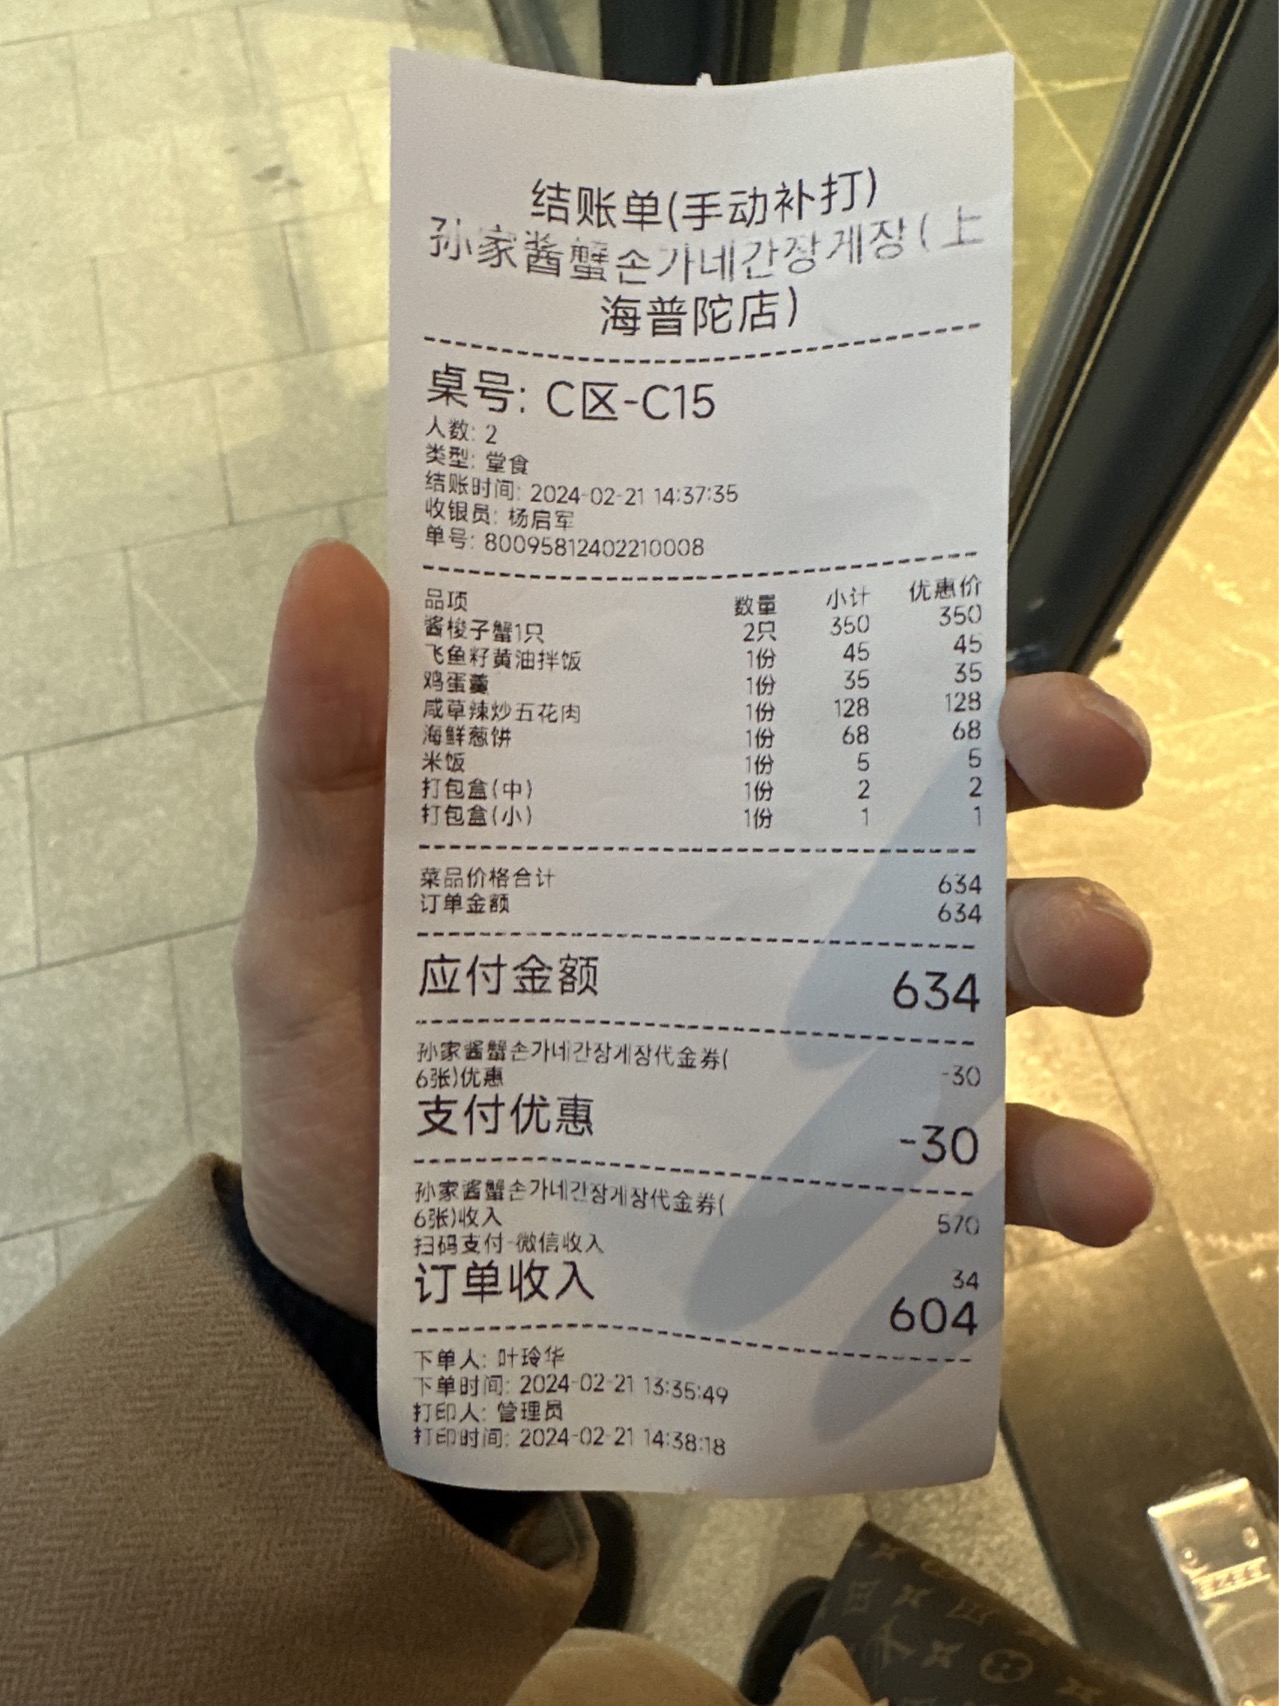 结账单(手动补打)
孙家酱蟹손가네간장게장(上
海普陀店)
桌号: C区-C15
人数: 2
类型: 堂食
结账时间: 2024-02-21 14:37:35
收银员: 杨启军
单号: 80095812402210008
品项 数量 小计 优惠价
酱梭子蟹1只 2只 350 350
飞鱼籽黄油拌饭 1份 45 45
鸡蛋羹 1份 35 35
咸草辣炒五花肉 1份 128 128
海鲜葱饼 1份 68 68
米饭 1份 5 5
打包盒(中) 1份 2 2
打包盒(小) 1份 1 1
菜品价格合计 634
订单金额 634
应付金额 634
孙家酱蟹손가네간장게장代金券(
6张)优惠 -30
支付优惠 -30
孙家酱蟹손가네간장게장代金券(
6张)收入 570
扫码支付-微信收入 34
订单收入 604
下单人: 叶玲华
下单时间: 2024-02-21 13:35:49
打印人: 管理员
打印时间: 2024-02-21 14:38:18